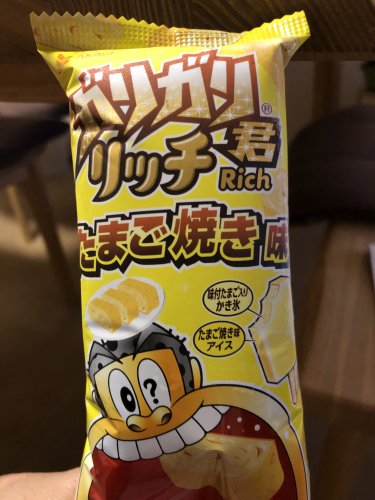 AKAGI
ガリガリ
君®
リッチ
Rich
たまご焼き味
味付たまご入り
かき氷
たまご焼き味
アイス
?